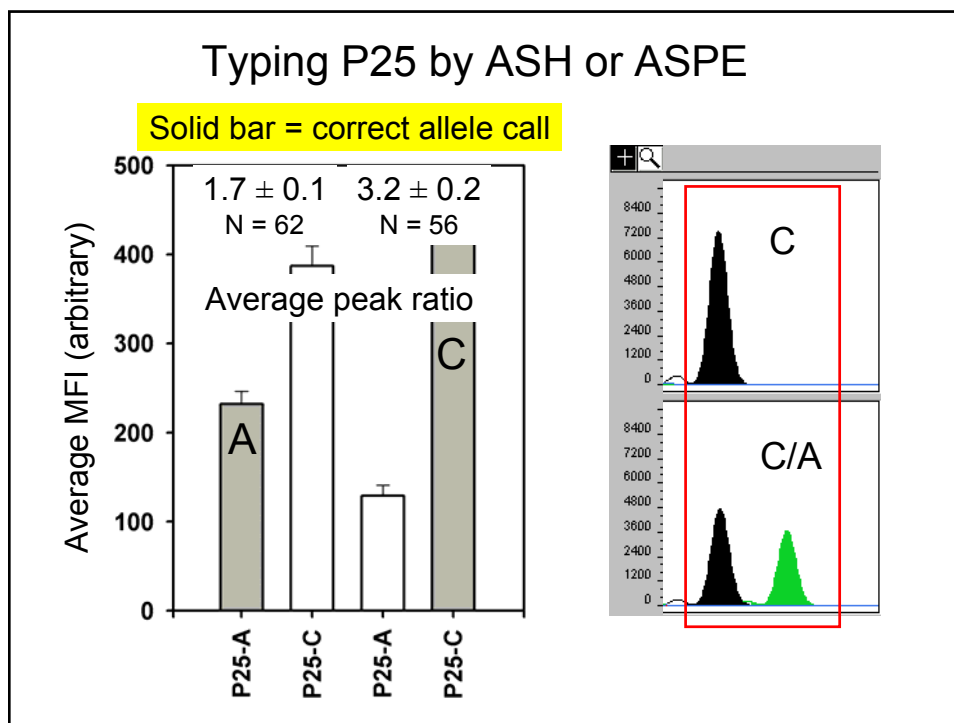 Typing P25 by ASH or ASPE
Solid bar = correct allele call
Average MFI (arbitrary)
500
400
300
200
100
0
1.7 ± 0.1
3.2 ± 0.2
N = 62
N = 56
Average peak ratio
A
C
P25-A
P25-C
P25-A
P25-C
8400
7200
6000
4800
3600
2400
1200
0
C
8400
7200
6000
4800
3600
2400
1200
0
C/A